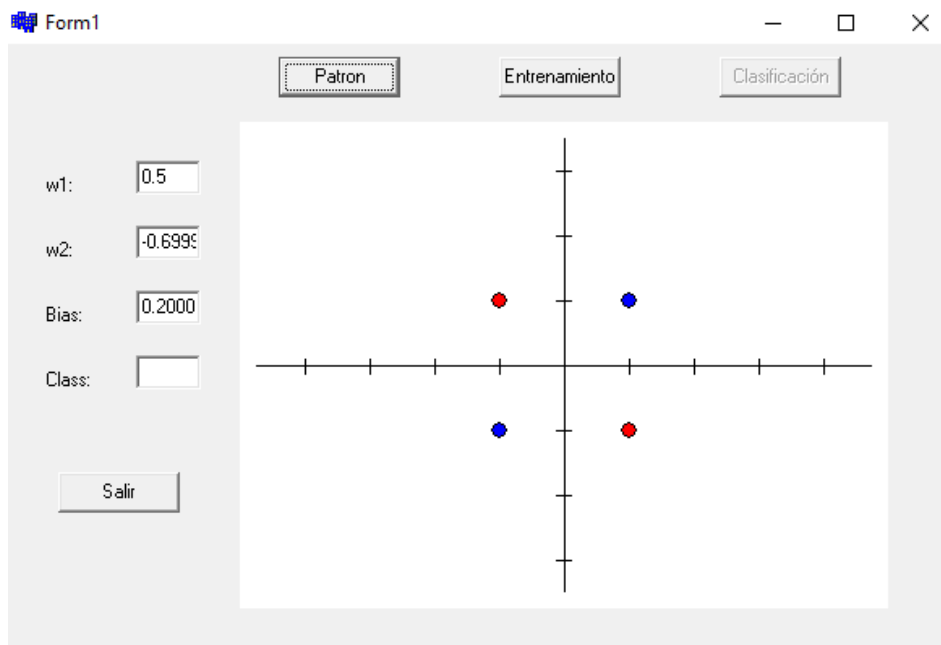 Form1
Patron
Entrenamiento
Clasificación
w1:
0.5
w2:
-0.6999
Bias:
0.2000
Class:
Salir